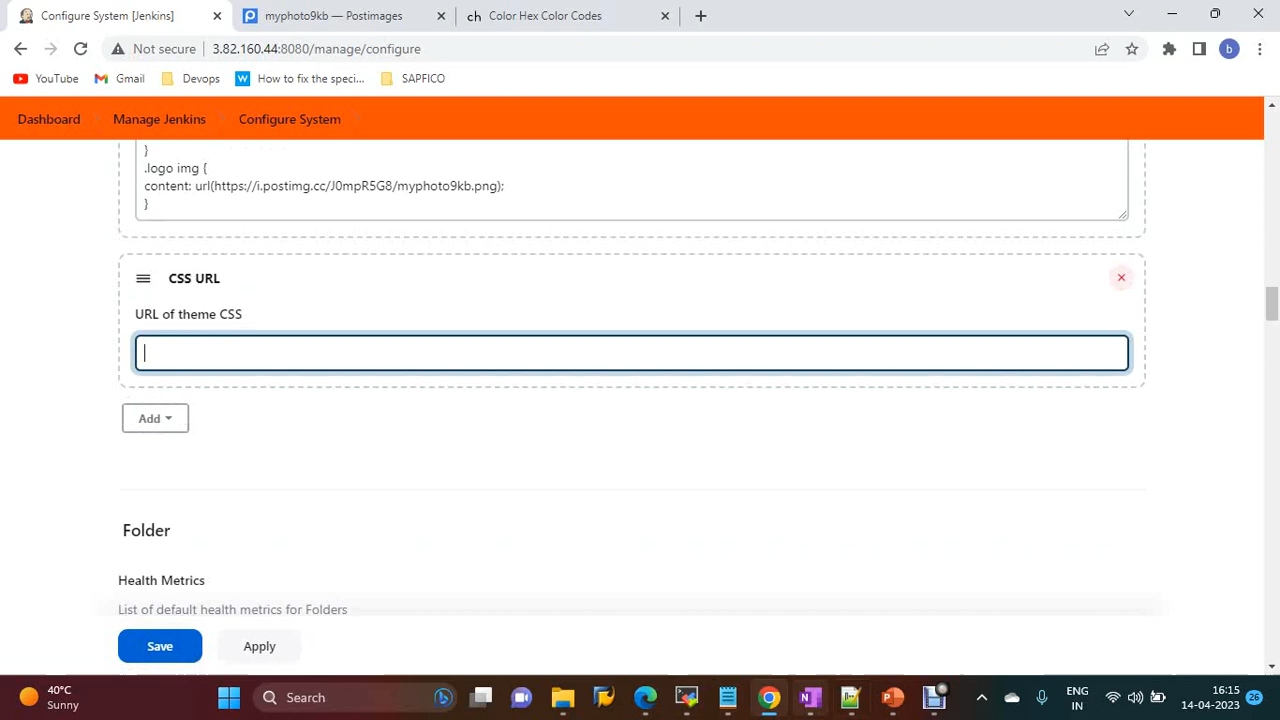 Configure System [Jenkins]
myphoto9kb — Postimages
ch Color Hex Color Codes
Not secure 3.82.160.44:8080/manage/configure
b
YouTube
Gmail
Devops
W How to fix the speci...
SAPFICO
Dashboard
Manage Jenkins
Configure System
}
.logo img {
content: url(https://i.postimg.cc/J0mpR5G8/myphoto9kb.png);
}
CSS URL
URL of theme CSS
Add
Folder
Health Metrics
List of default health metrics for Folders
Save
Apply
40°C
Sunny
Search
ENG
IN
16:15
14-04-2023
26